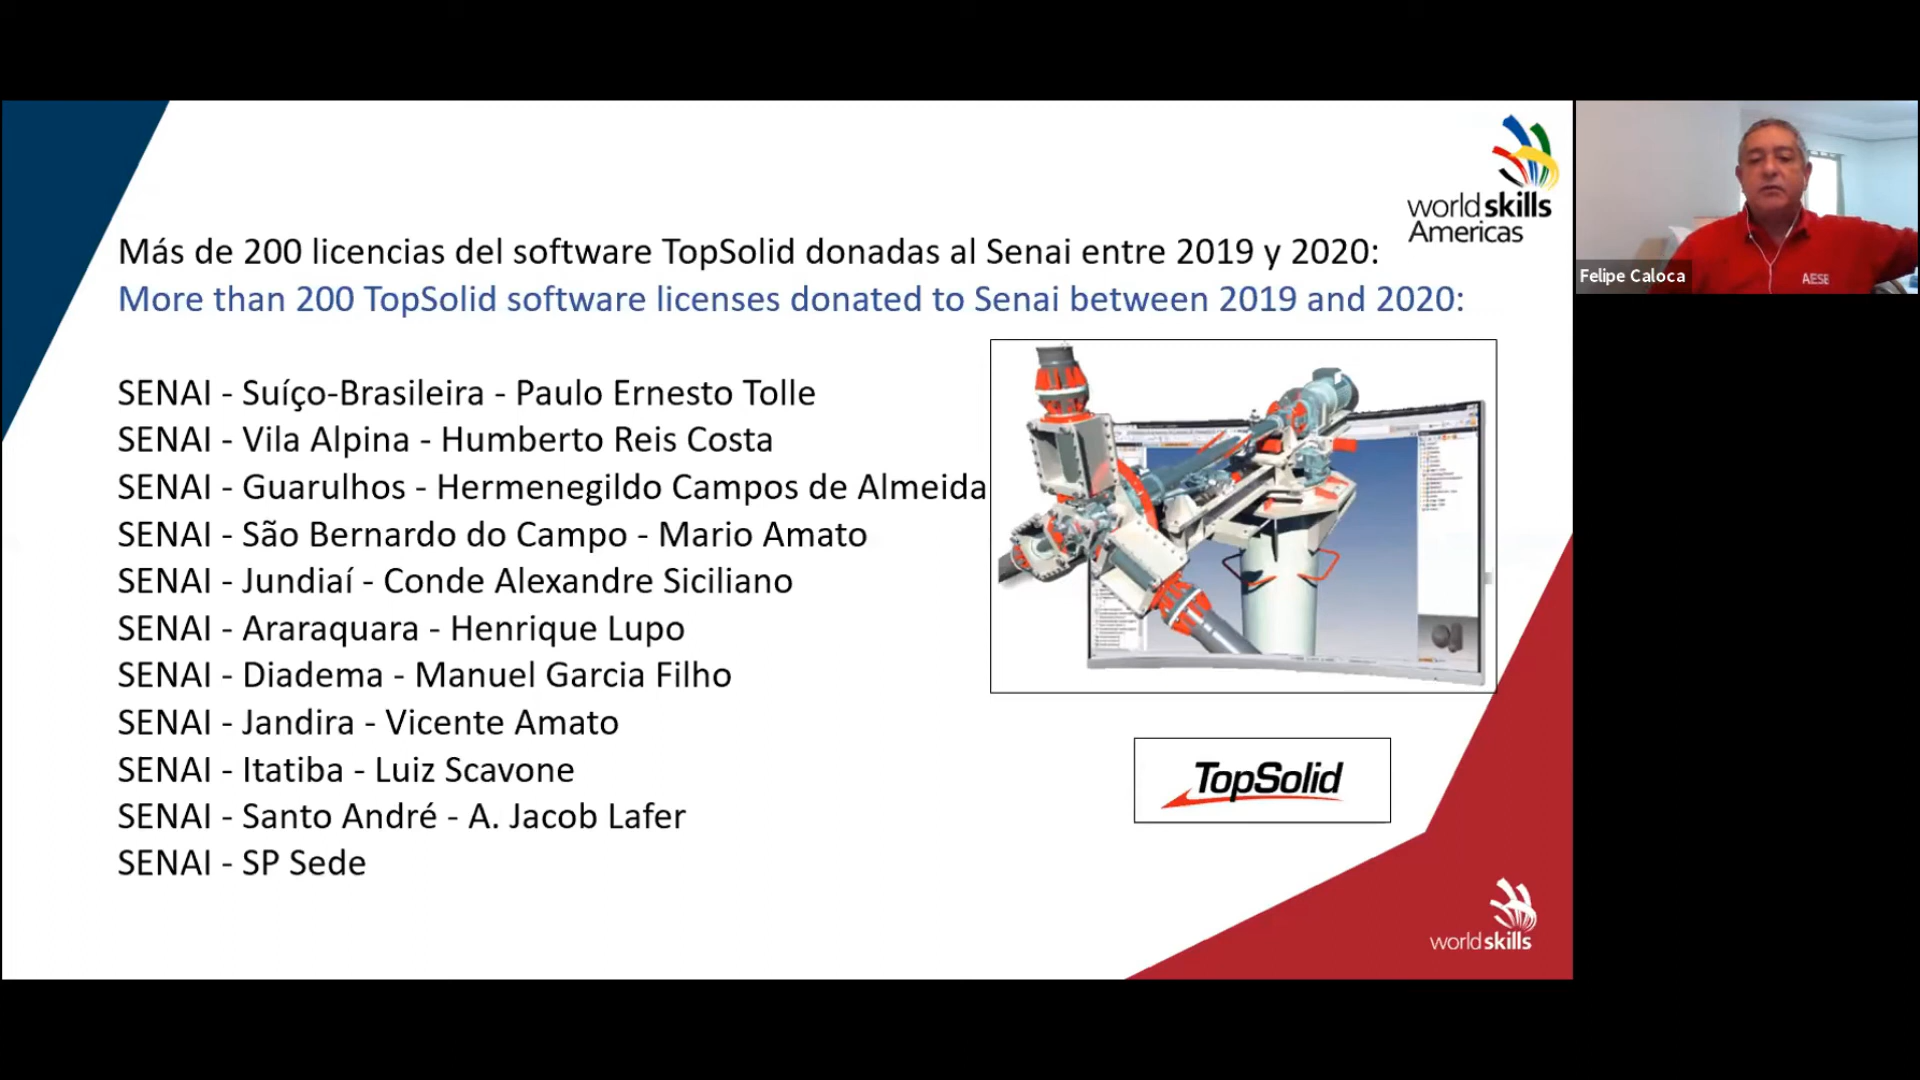 world skills
Americas
Más de 200 licencias del software TopSolid donadas al Senai entre 2019 y 2020:
More than 200 TopSolid software licenses donated to Senai between 2019 and 2020:
SENAI - Suíço-Brasileira - Paulo Ernesto Tolle
SENAI - Vila Alpina - Humberto Reis Costa
SENAI - Guarulhos - Hermenegildo Campos de Almeida
SENAI - São Bernardo do Campo - Mario Amato
SENAI - Jundiaí - Conde Alexandre Siciliano
SENAI - Araraquara - Henrique Lupo
SENAI - Diadema - Manuel Garcia Filho
SENAI - Jandira - Vicente Amato
SENAI - Itatiba - Luiz Scavone
SENAI - Santo André - A. Jacob Lafer
SENAI - SP Sede
TopSolid
world skills
Felipe Caloca
AESE